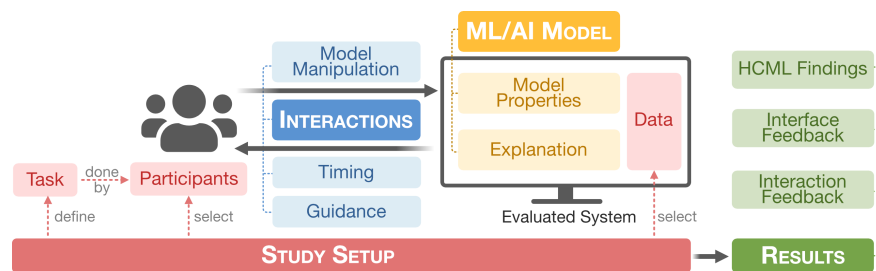 ML/AI MODEL
Model
Manipulation
INTERACTIONS
Timing
Guidance
Model
Properties
Explanation
Data
Evaluated System
HCML Findings
Interface
Feedback
Interaction
Feedback
Task
done
by
Participants
define
select
select
STUDY SETUP
RESULTS